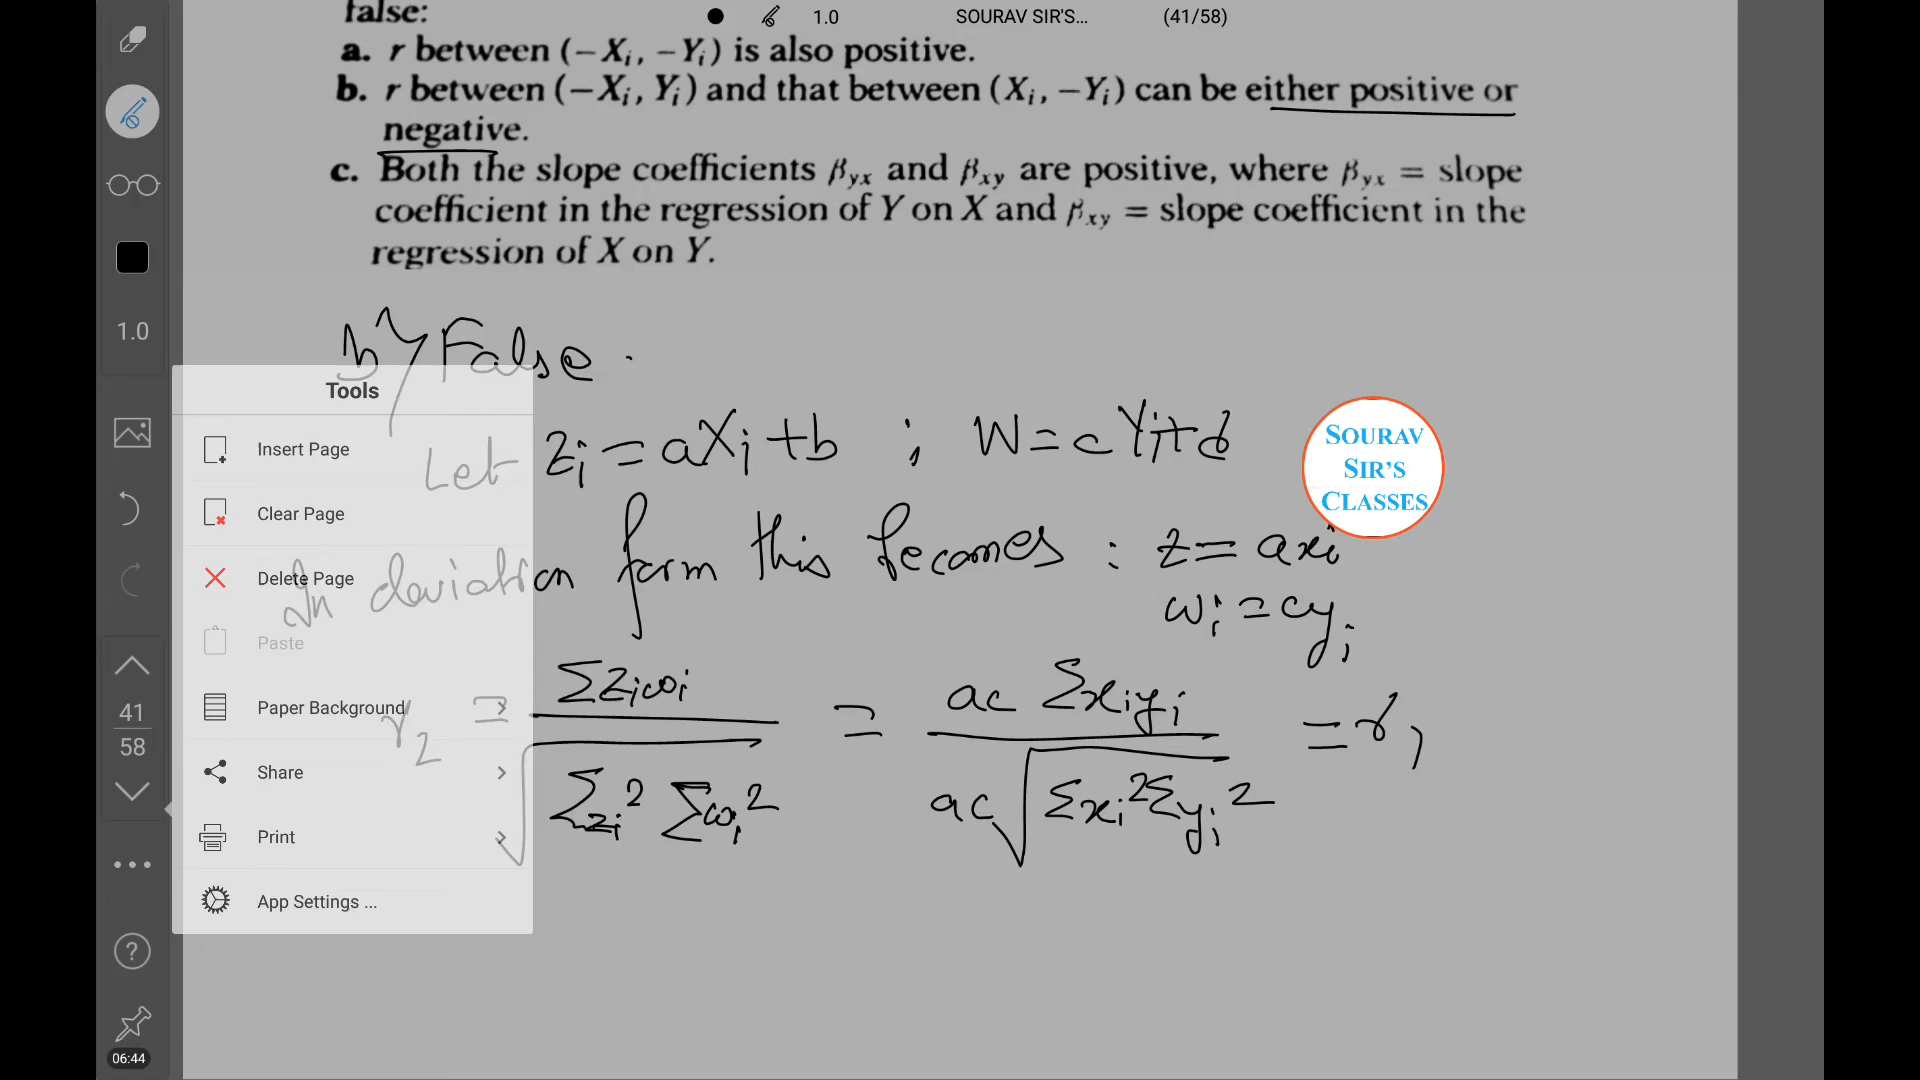 false:
1.0
SOURAV SIR'S...
(41/58)
a. r between (−Xᵢ, −Yᵢ) is also positive.
b. r between (−Xᵢ, Yᵢ) and that between (Xᵢ, −Yᵢ) can be either positive or
negative.
c. Both the slope coefficients βyx and βxy are positive, where βyx = slope
coefficient in the regression of Y on X and βxy = slope coefficient in the
regression of X on Y.
1.0
b) False.
Let Zᵢ = aXᵢ + b ; W = cYᵢ + d
SOURAV
SIR'S
CLASSES
In deviation form this becomes : z = axᵢ
wᵢ = cyᵢ
r₂ = Σzᵢwᵢ / √Σzᵢ² Σwᵢ² = ac Σxᵢyᵢ / ac √Σxᵢ² Σyᵢ² = r₁
Tools
Insert Page
Clear Page
Delete Page
Paste
Paper Background
Share
Print
App Settings ...
41
58
?
06:44